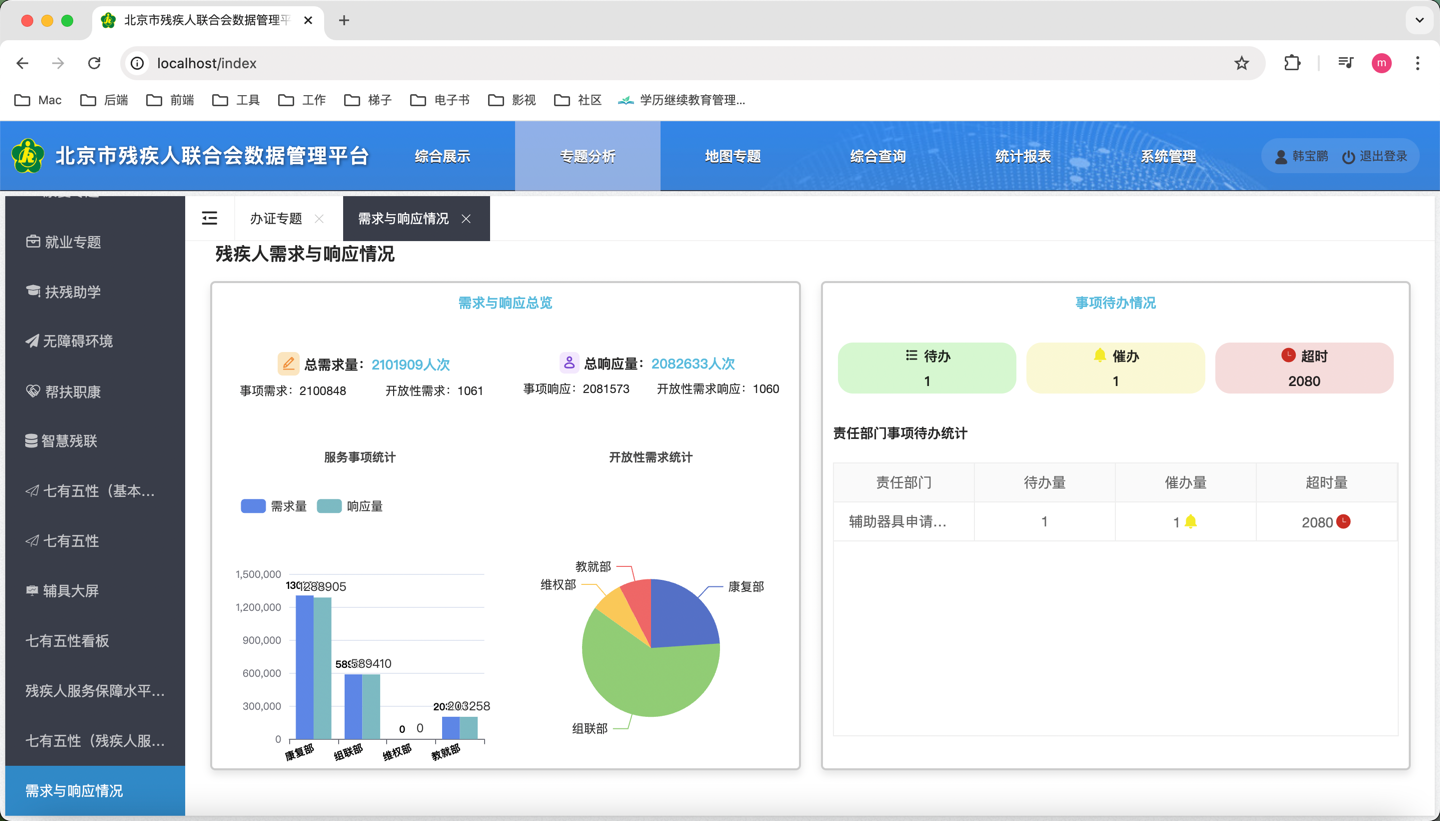 北京市残疾人联合会数据管理平
localhost/index
m
Mac
后端
前端
工具
工作
梯子
电子书
影视
社区
学历继续教育管理...
北京市残疾人联合会数据管理平台
综合展示
专题分析
地图专题
综合查询
统计报表
系统管理
韩宝鹏
退出登录
就业专题
扶残助学
无障碍环境
帮扶职康
智慧残联
七有五性（基本...
七有五性
辅具大屏
七有五性看板
残疾人服务保障水平...
七有五性（残疾人服...
需求与响应情况
办证专题
需求与响应情况
残疾人需求与响应情况
需求与响应总览
总需求量：2101909人次
事项需求：2100848 开放性需求：1061
总响应量：2082633人次
事项响应：2081573 开放性需求响应：1060
服务事项统计
需求量 响应量
1,500,000
1,200,000
900,000
600,000
300,000
0
1288905
589410
0 0
203258
康复部
组联部
维权部
教就部
开放性需求统计
教就部
维权部
康复部
组联部
事项待办情况
待办
1
催办
1
超时
2080
责任部门事项待办统计
责任部门 待办量 催办量 超时量
辅助器具申请... 1 1 2080